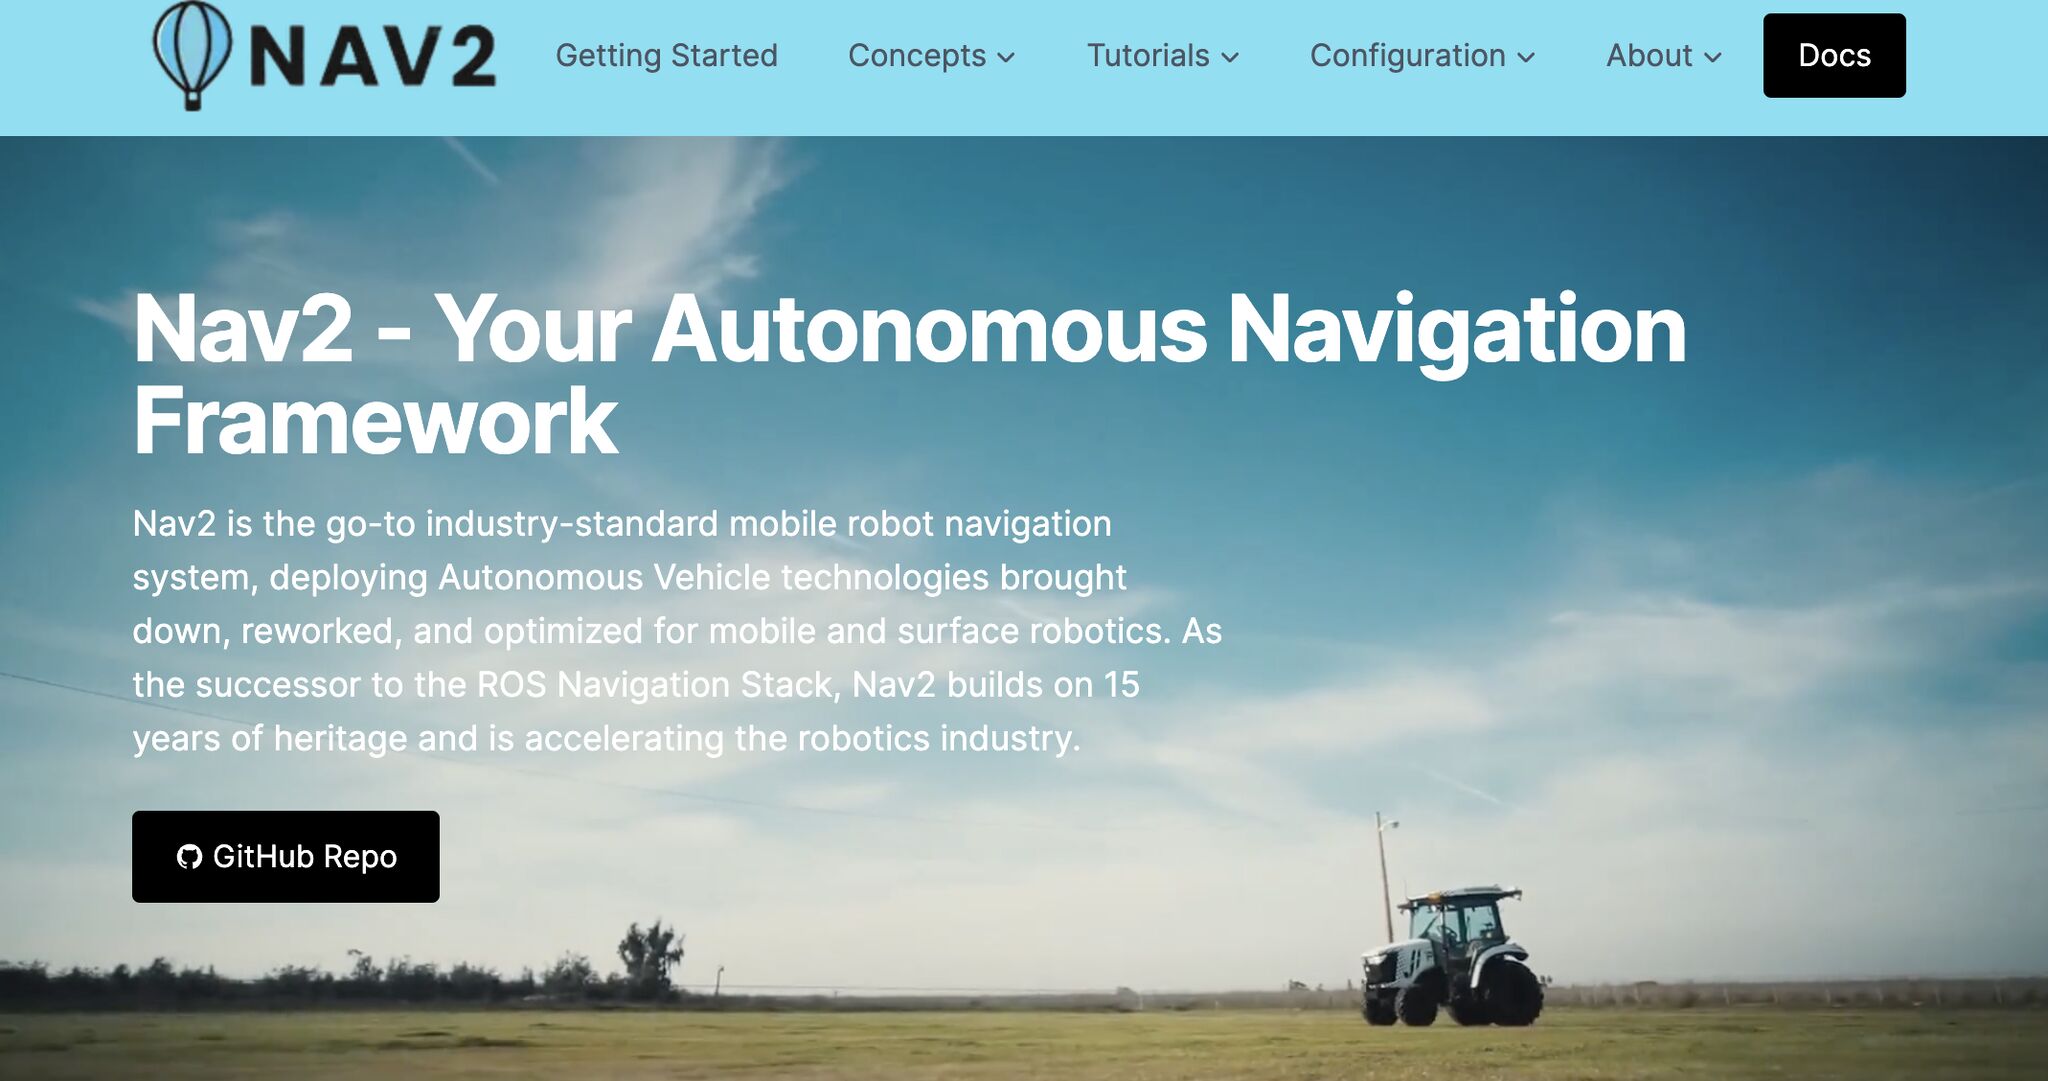 NAV2
Getting Started
Concepts
Tutorials
Configuration
About
Docs
Nav2 - Your Autonomous Navigation
Framework
Nav2 is the go-to industry-standard mobile robot navigation
system, deploying Autonomous Vehicle technologies brought
down, reworked, and optimized for mobile and surface robotics. As
the successor to the ROS Navigation Stack, Nav2 builds on 15
years of heritage and is accelerating the robotics industry.
GitHub Repo